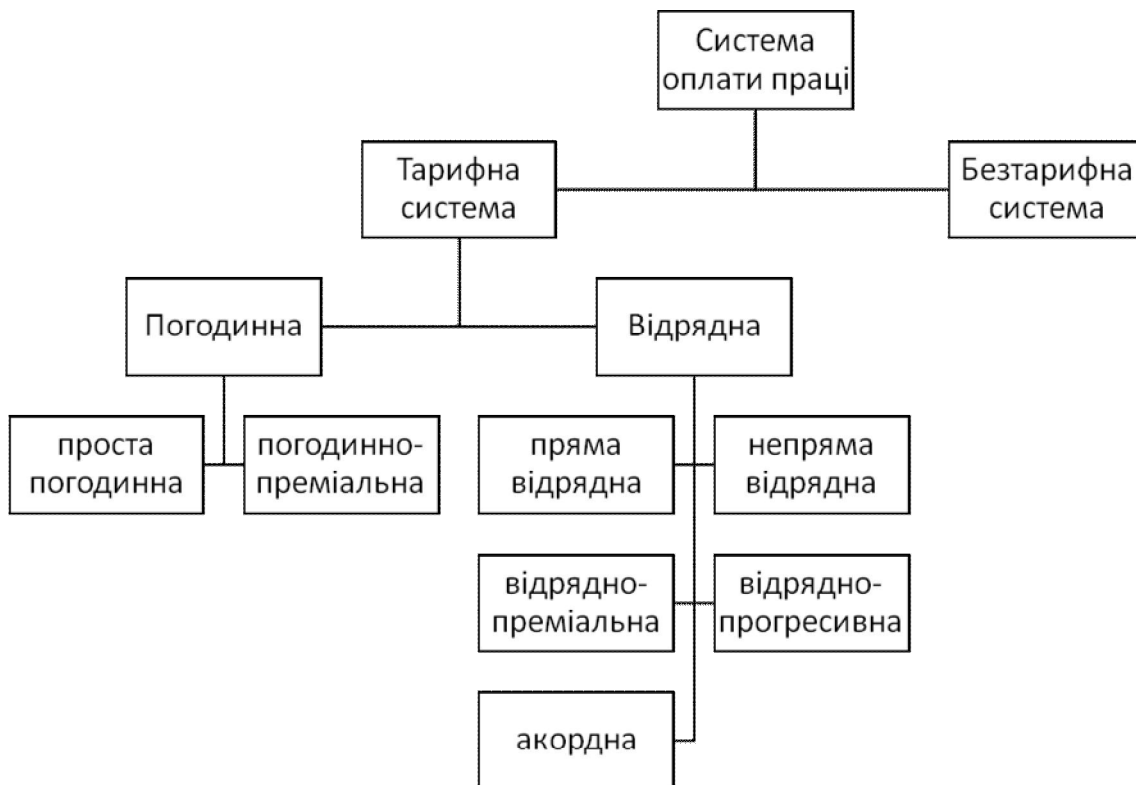 Система
оплати праці
Тарифна
система
Безтарифна
система
Погодинна
Відрядна
проста
погодинна
погодинно-
преміальна
пряма
відрядна
непряма
відрядна
відрядно-
преміальна
відрядно-
прогресивна
акордна